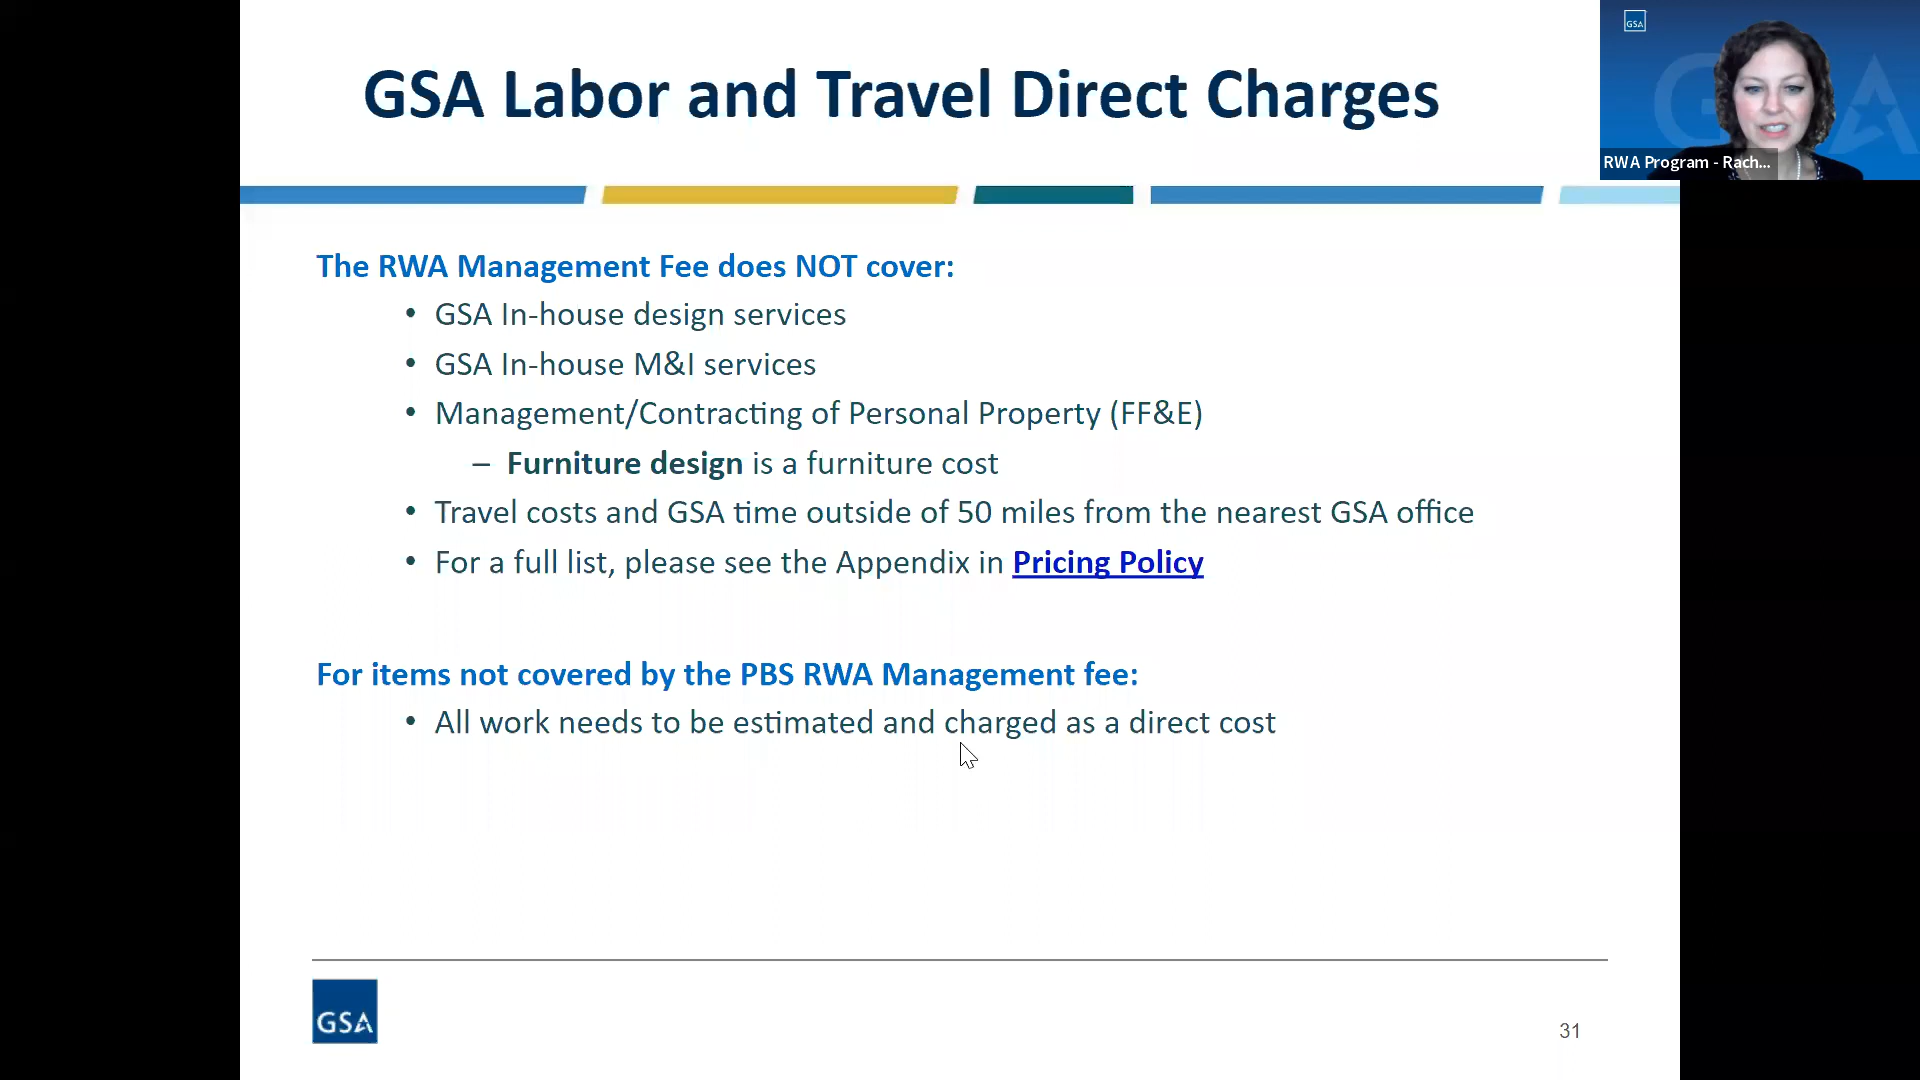 GSA Labor and Travel Direct Charges
GSA
RWA Program - Rach...
The RWA Management Fee does NOT cover:
• GSA In-house design services
• GSA In-house M&I services
• Management/Contracting of Personal Property (FF&E)
– Furniture design is a furniture cost
• Travel costs and GSA time outside of 50 miles from the nearest GSA office
• For a full list, please see the Appendix in Pricing Policy
For items not covered by the PBS RWA Management fee:
• All work needs to be estimated and charged as a direct cost
GSA
31